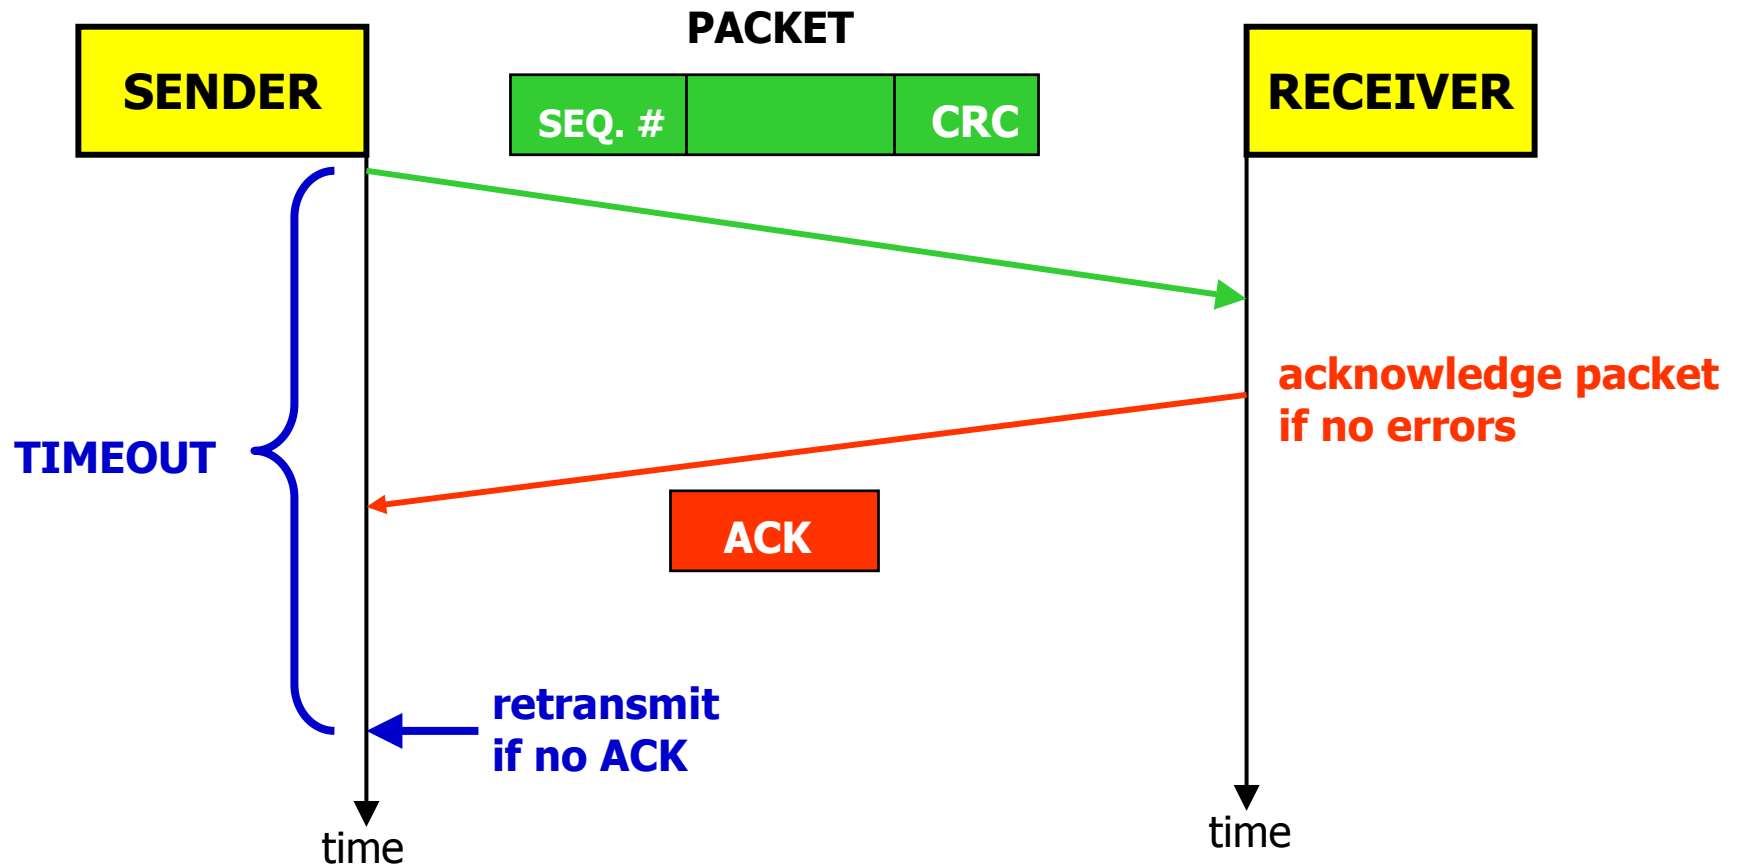 PACKET
SENDER
SEQ. #
CRC
RECEIVER
acknowledge packet
if no errors
TIMEOUT
ACK
retransmit
if no ACK
time
time